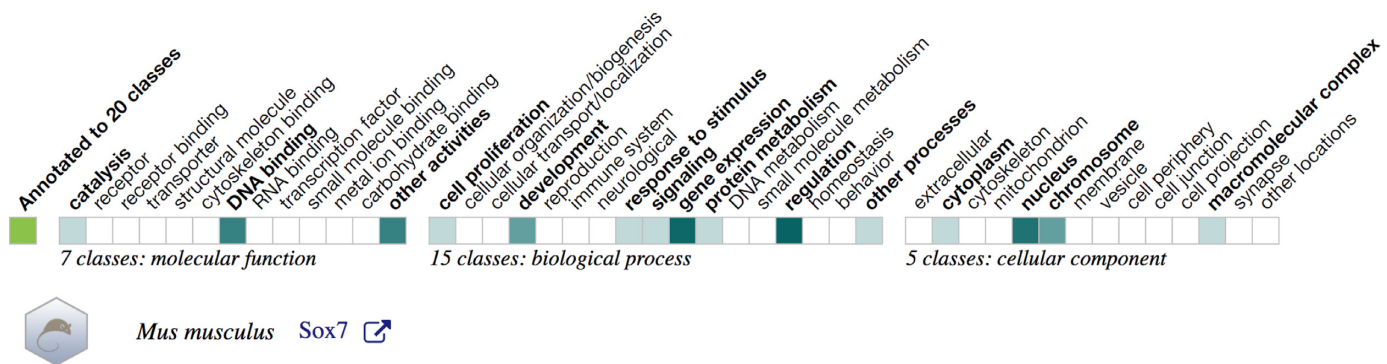 Annotated to 20 classes
catalysis
receptor
receptor binding
transporter
structural molecule
cytoskeleton binding
DNA binding
RNA binding
transcription factor
small molecule binding
metal ion binding
carbohydrate binding
other activities
cell proliferation
cellular organization/biogenesis
cellular transport/localization
development
reproduction
immune system
neurological
response to stimulus
signaling
gene expression
protein metabolism
DNA metabolism
small molecule metabolism
regulation
homeostasis
behavior
other processes
extracellular
cytoplasm
cytoskeleton
mitochondrion
nucleus
chromosome
membrane
vesicle
cell periphery
cell junction
cell projection
macromolecular complex
synapse
other locations
7 classes: molecular function
15 classes: biological process
5 classes: cellular component
Mus musculus Sox7